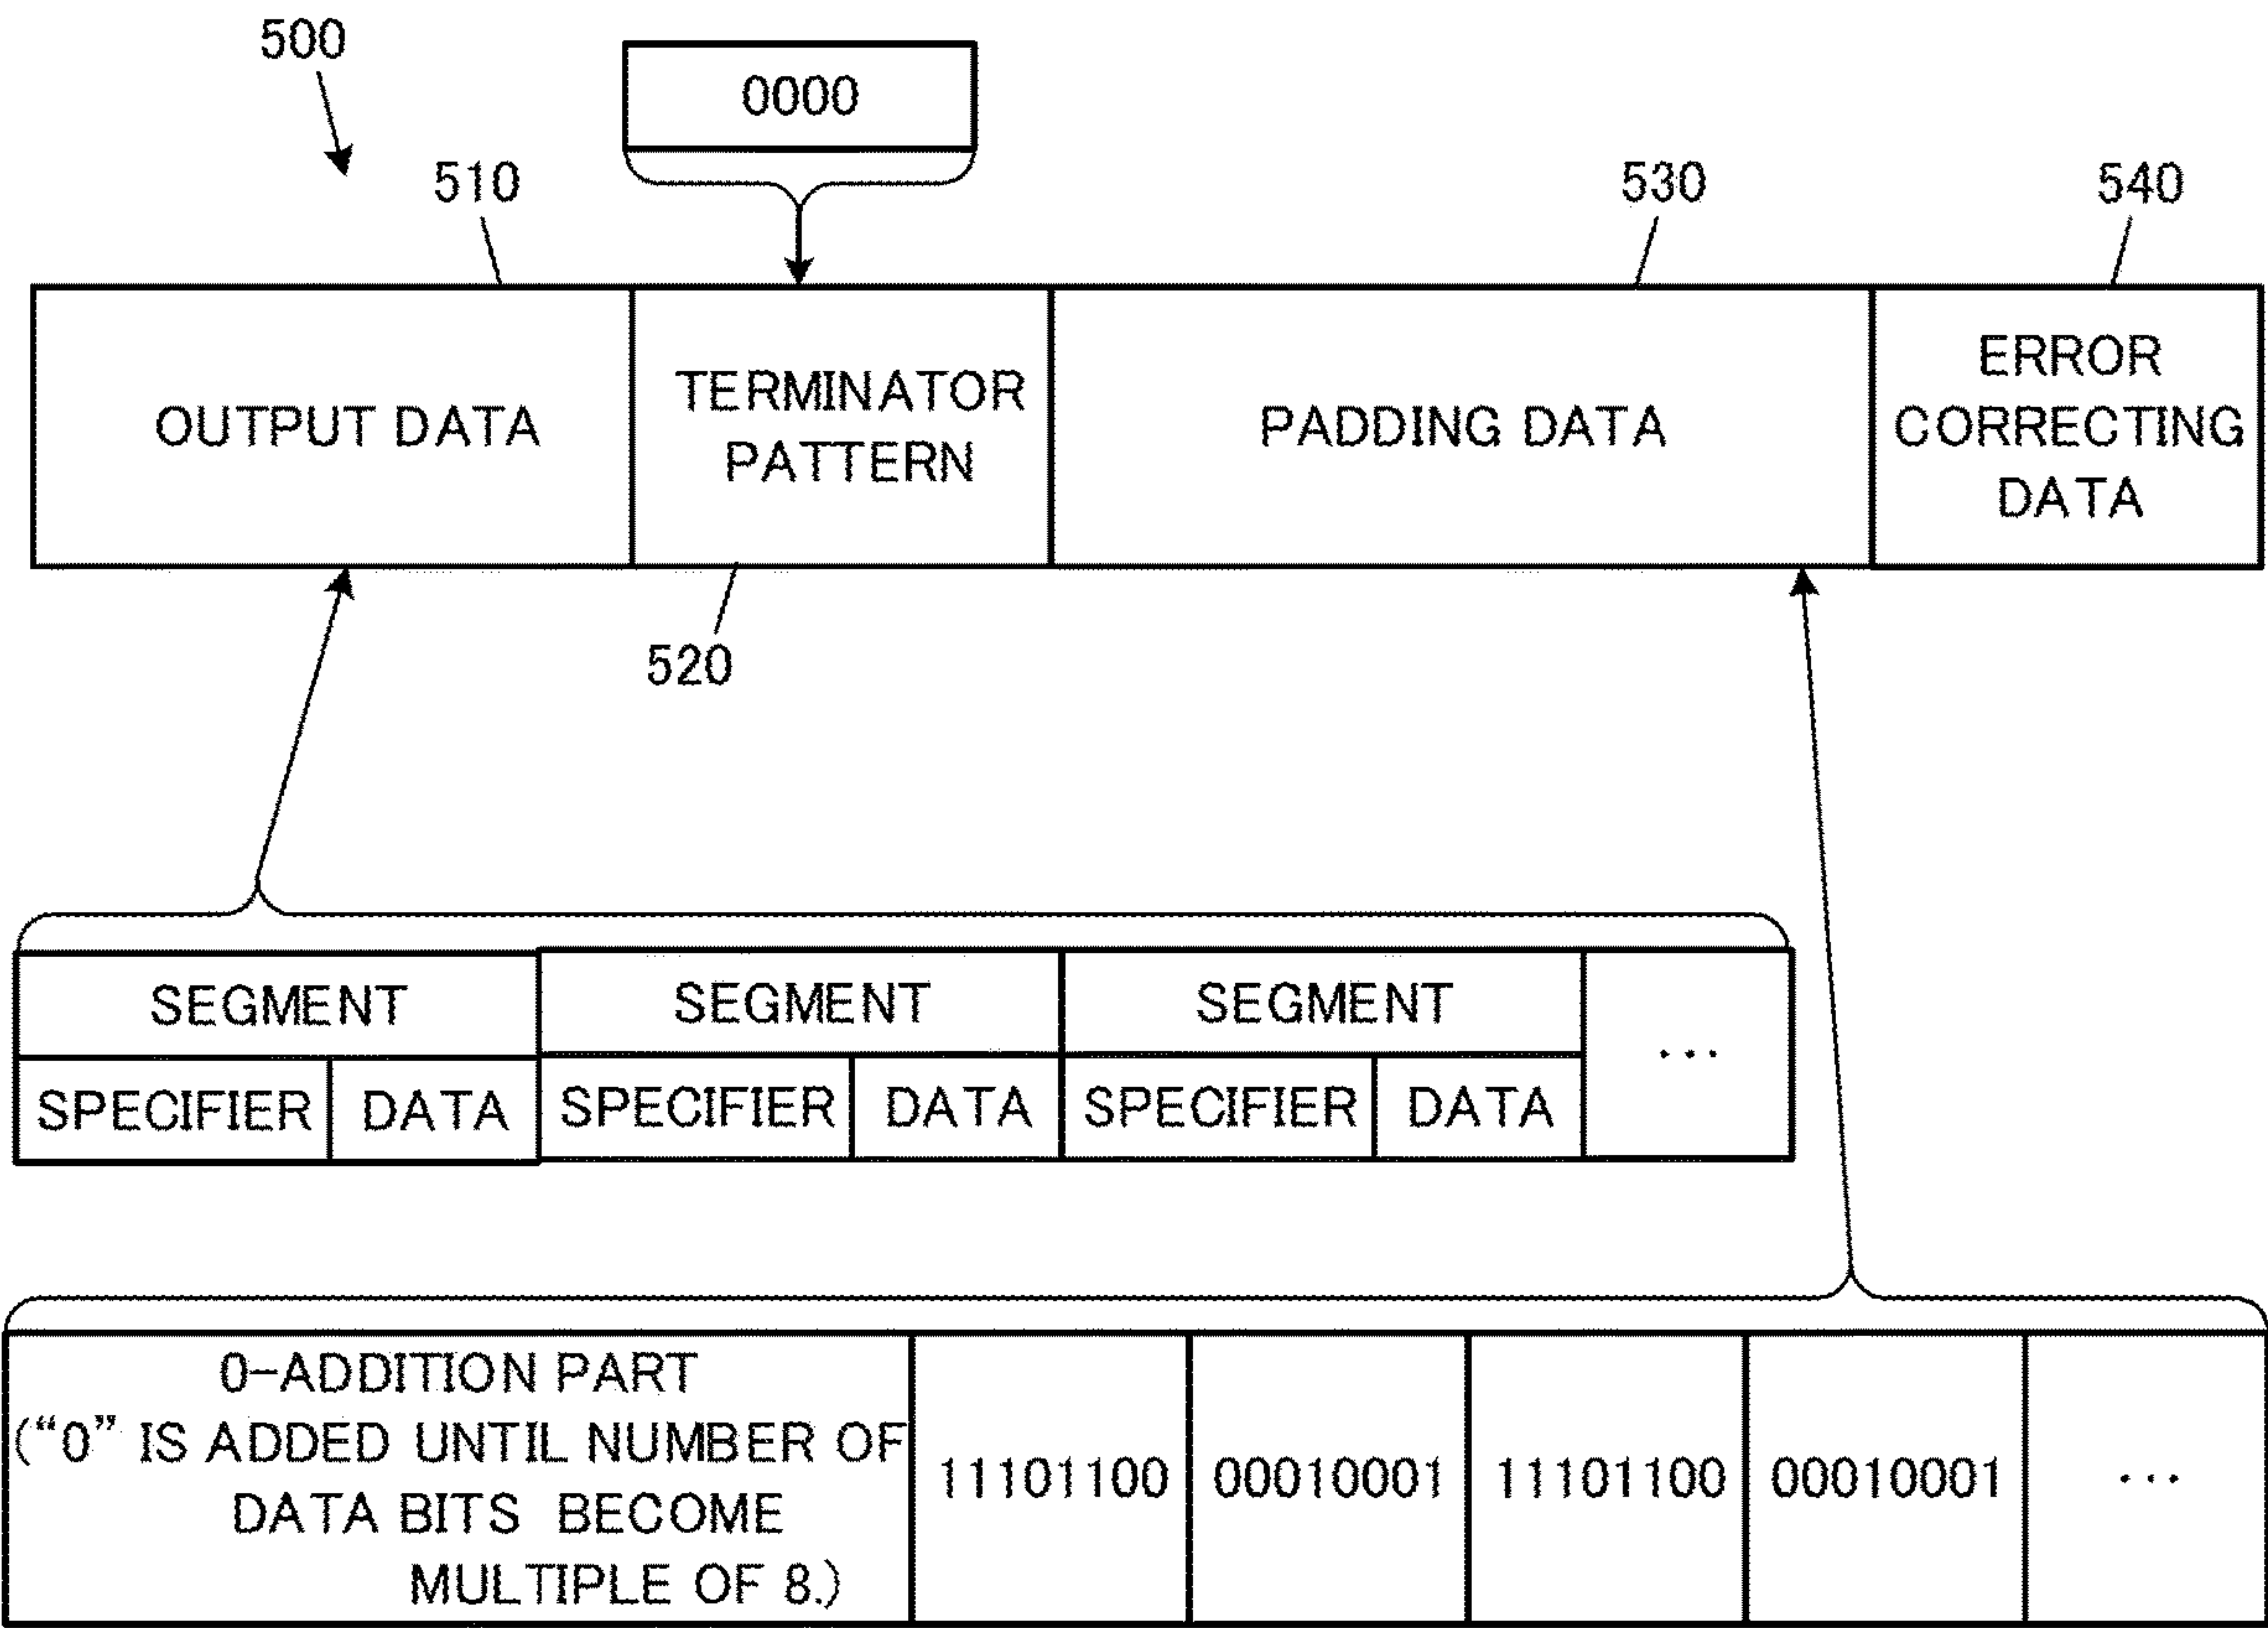 500
0000
510
530
540
OUTPUT DATA
TERMINATOR
PATTERN
PADDING DATA
ERROR
CORRECTING
DATA
520
SEGMENT SEGMENT SEGMENT ...
SPECIFIER DATA SPECIFIER DATA SPECIFIER DATA
0-ADDITION PART
(“0” IS ADDED UNTIL NUMBER OF
DATA BITS BECOME
MULTIPLE OF 8.)
11101100 00010001 11101100 00010001 ...